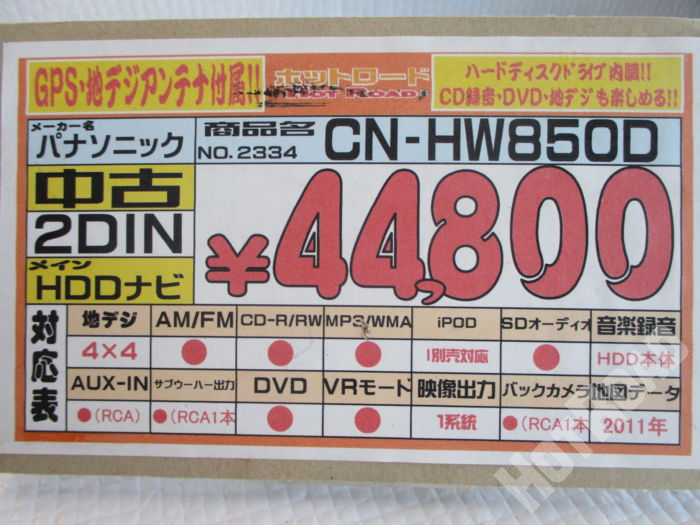 GPS・地デジアンテナ付属!!
ホットロード
HOT ROAD
ハードディスクドライブ内臓!!
CD録音・DVD・地デジも楽しめる!!
メーカー名
パナソニック
商品名
NO.2334
CN-HW850D
中古
2DIN
メイン
HDDナビ
¥44,800
対応表
地デジ AM/FM CD-R/RW MP3/WMA iPOD SDオーディオ 音楽録音
4×4 ● ● ● 1別売対応 ● HDD本体
AUX-IN サブウーハー出力 DVD VRモード 映像出力 バックカメラ 地図データ
●(RCA) ●(RCA1本 ● ● 1系統 ●(RCA1本 2011年
HOT ROAD